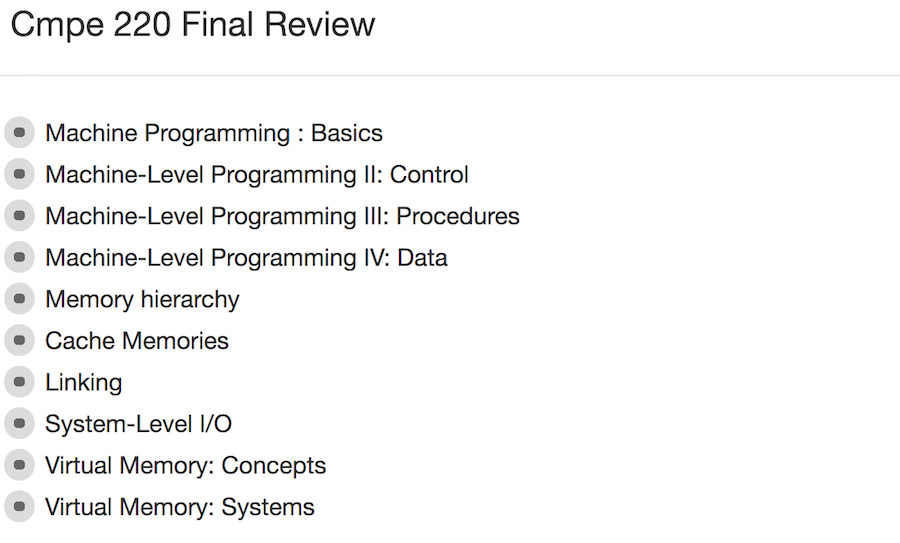 Cmpe 220 Final Review
Machine Programming : Basics
Machine-Level Programming II: Control
Machine-Level Programming III: Procedures
Machine-Level Programming IV: Data
Memory hierarchy
Cache Memories
Linking
System-Level I/O
Virtual Memory: Concepts
Virtual Memory: Systems